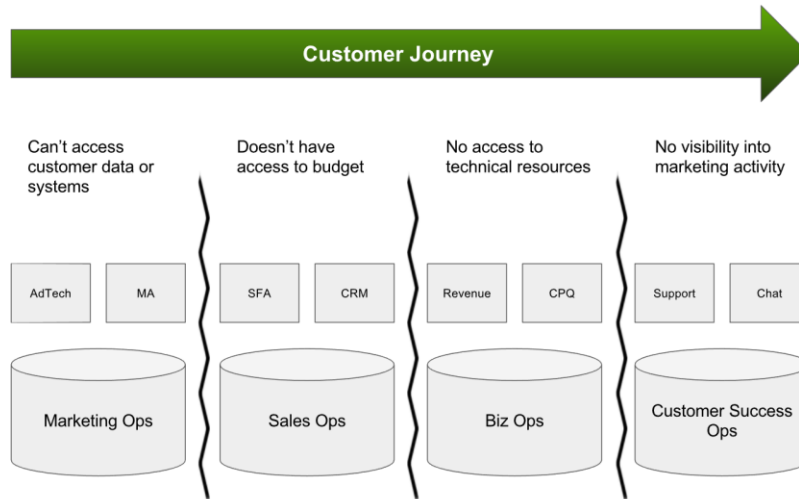 Customer Journey
Can’t access
customer data or
systems
Doesn’t have
access to budget
No access to
technical resources
No visibility into
marketing activity
AdTech
MA
SFA
CRM
Revenue
CPQ
Support
Chat
Marketing Ops
Sales Ops
Biz Ops
Customer Success
Ops